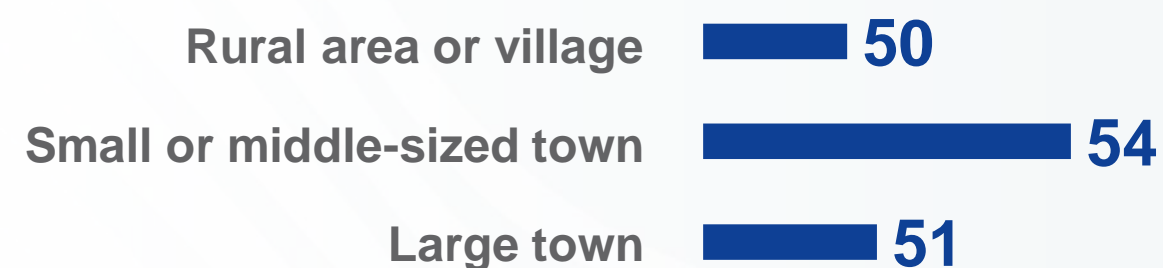 Rural area or village 50
Small or middle-sized town 54
Large town 51